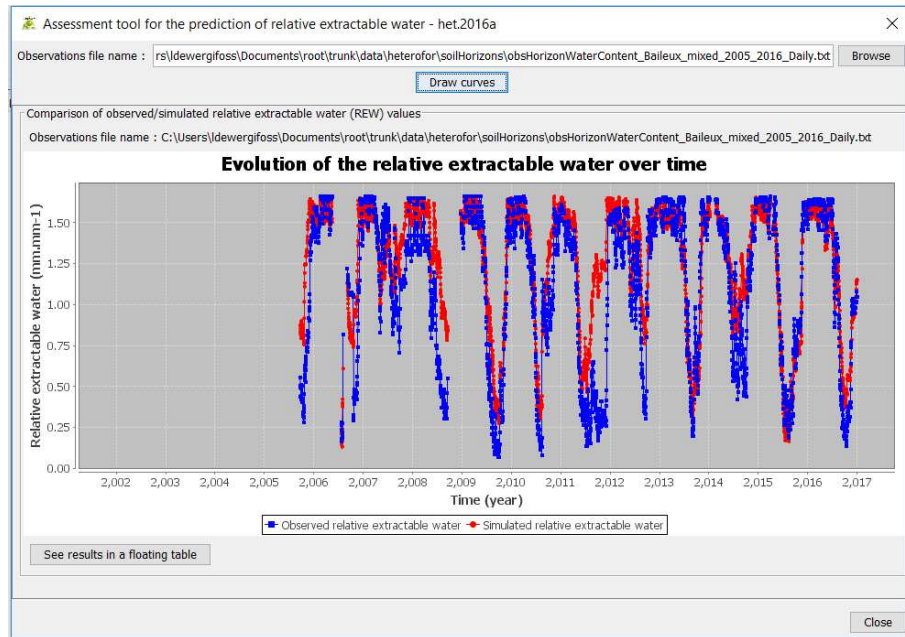 Assessment tool for the prediction of relative extractable water - het.2016a
Observations file name : rs\ldewergifoss\Documents\root\trunk\data\heterofor\soilHorizons\obsHorizonWaterContent_Baileux_mixed_2005_2016_Daily.txt Browse
Draw curves
Comparison of observed/simulated relative extractable water (REW) values
Observations file name : C:\Users\ldewergifoss\Documents\root\trunk\data\heterofor\soilHorizons\obsHorizonWaterContent_Baileux_mixed_2005_2016_Daily.txt
Evolution of the relative extractable water over time
Relative extractable water (mm.mm-1)
1.50
1.25
1.00
0.75
0.50
0.25
0.00
2,002 2,003 2,004 2,005 2,006 2,007 2,008 2,009 2,010 2,011 2,012 2,013 2,014 2,015 2,016 2,017
Time (year)
Observed relative extractable water Simulated relative extractable water
See results in a floating table
Close